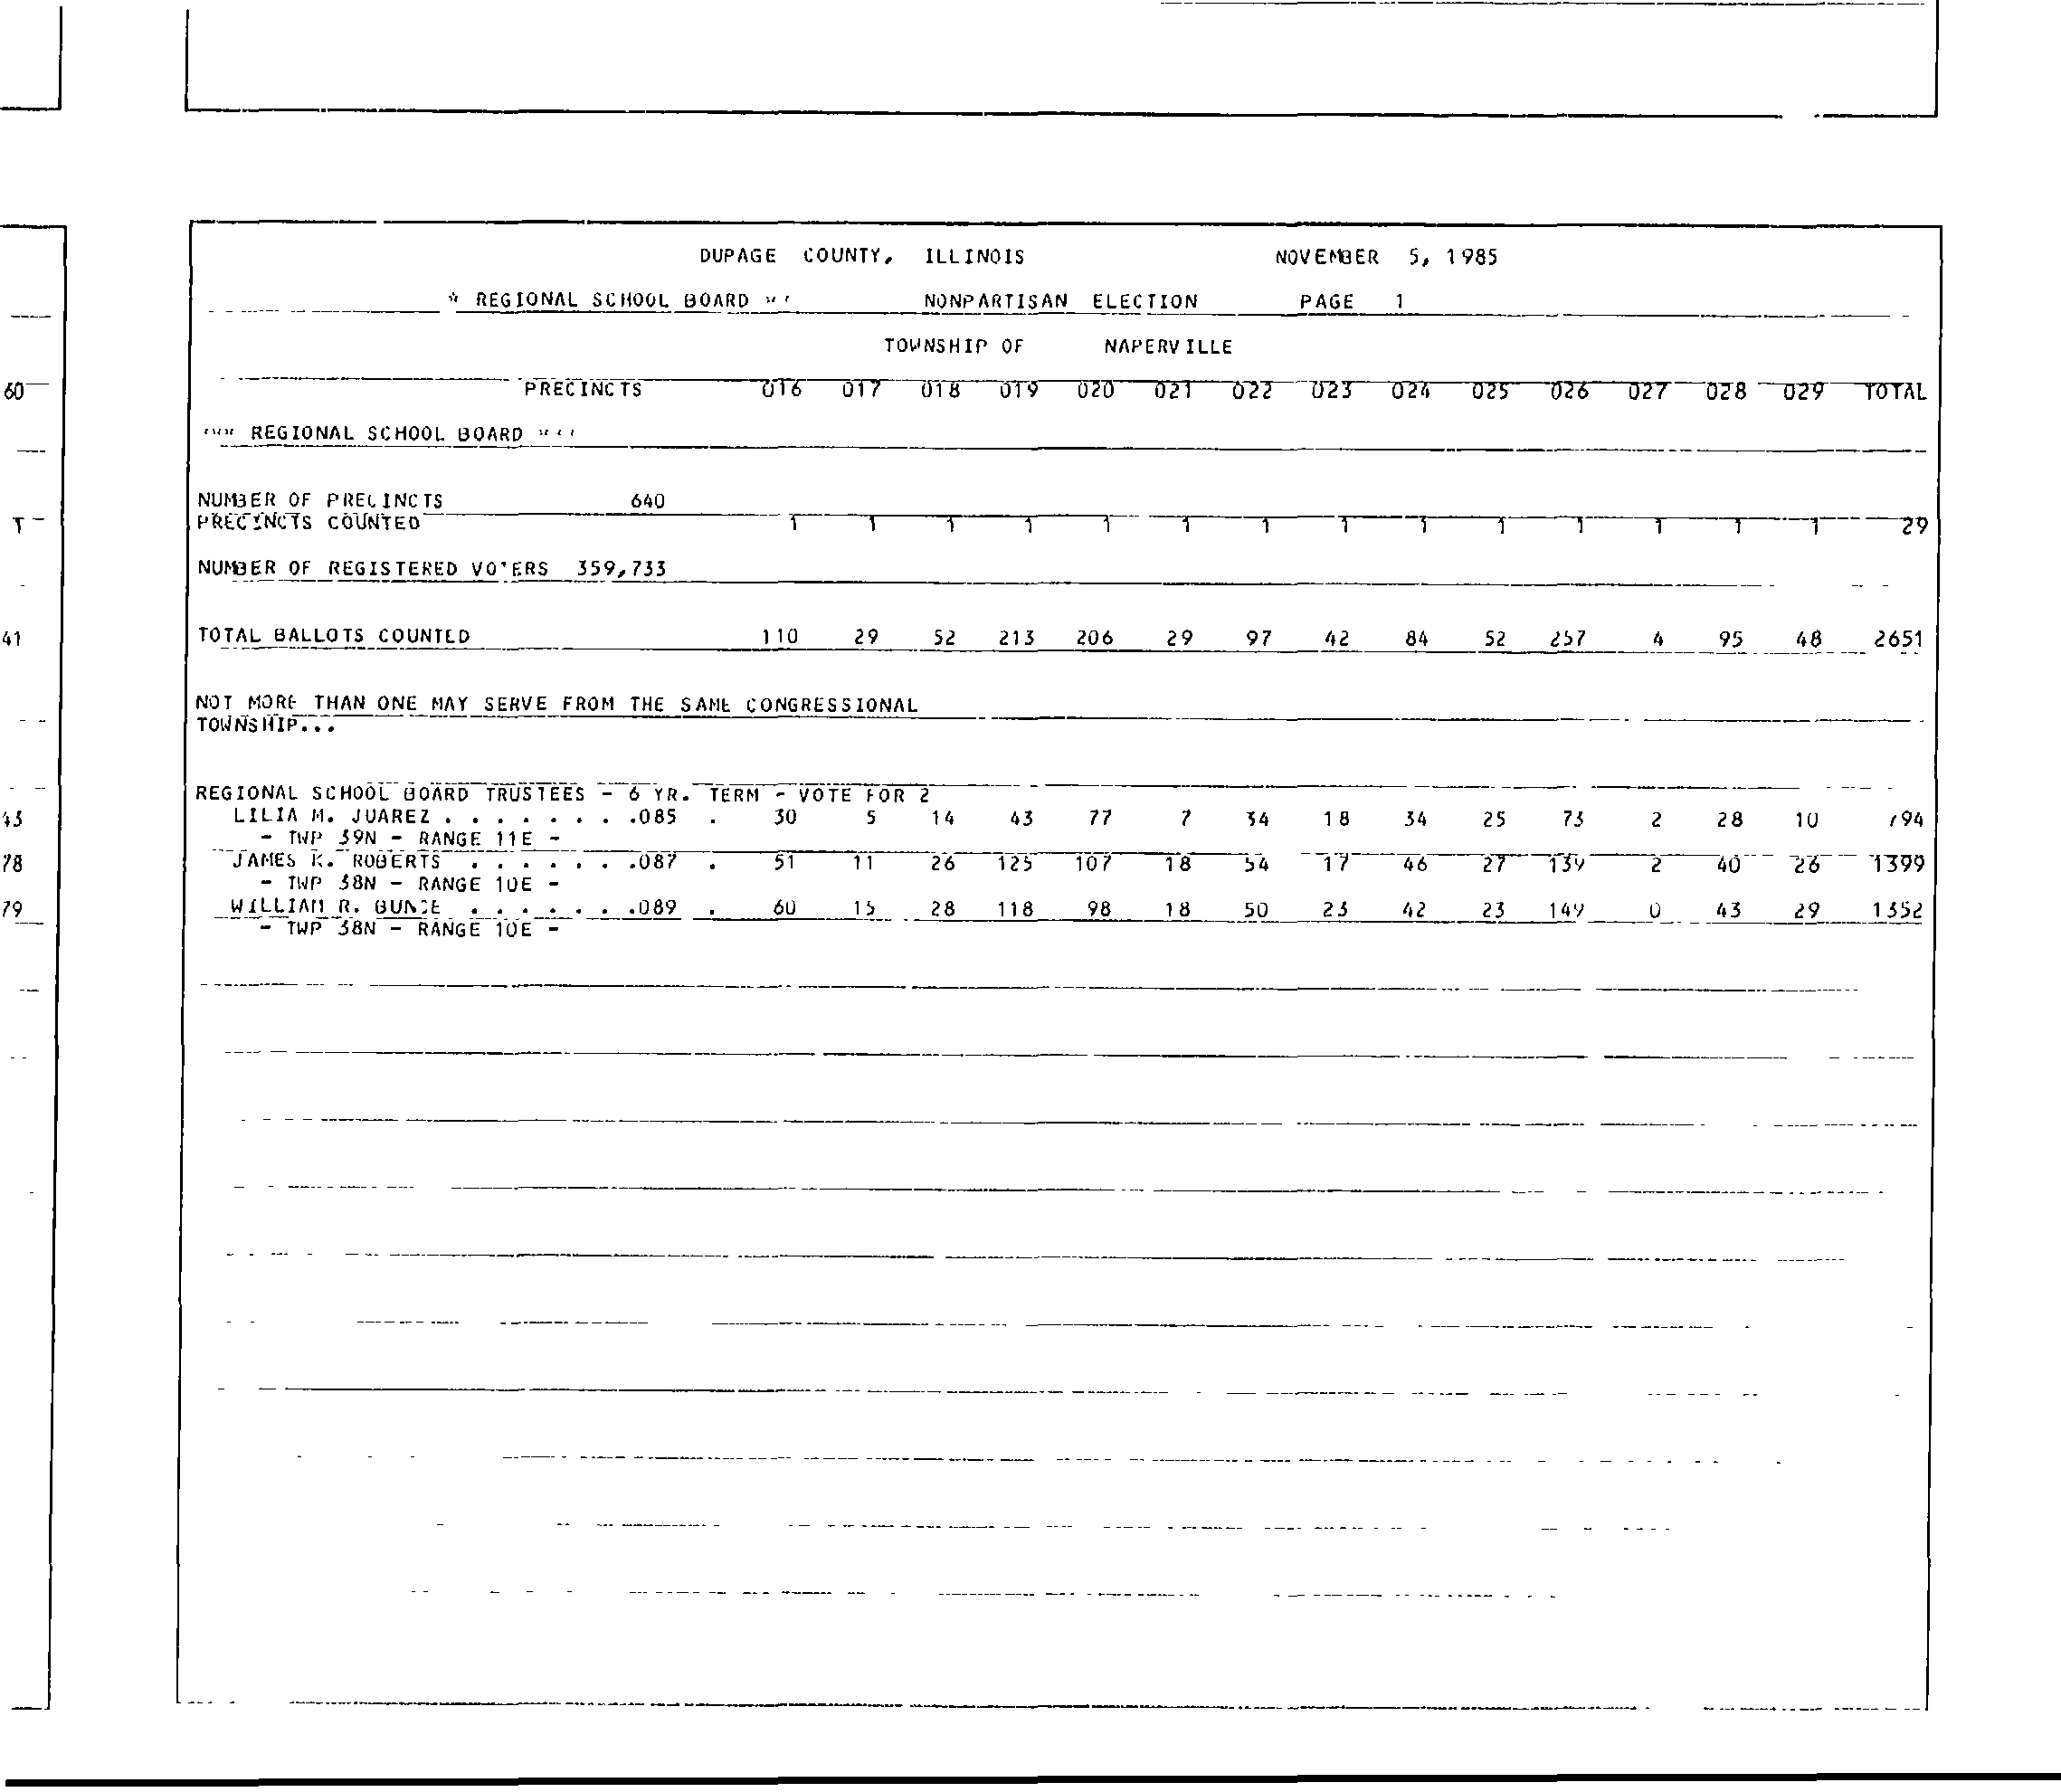 DUPAGE COUNTY, ILLINOIS NOVEMBER 5, 1985
* REGIONAL SCHOOL BOARD ** NONPARTISAN ELECTION PAGE 1
TOWNSHIP OF NAPERVILLE
PRECINCTS 016 017 018 019 020 021 022 023 024 025 026 027 028 029 TOTAL
*** REGIONAL SCHOOL BOARD ***
NUMBER OF PRECINCTS 640
PRECINCTS COUNTED 1 1 1 1 1 1 1 1 1 1 1 1 1 1 29
NUMBER OF REGISTERED VOTERS 359,733
TOTAL BALLOTS COUNTED 110 29 52 213 206 29 97 42 84 52 257 4 95 48 2651
NOT MORE THAN ONE MAY SERVE FROM THE SAME CONGRESSIONAL
TOWNSHIP...
REGIONAL SCHOOL BOARD TRUSTEES - 6 YR. TERM - VOTE FOR 2
LILIA M. JUAREZ . . . . . . . .085 . 30 5 14 43 77 7 34 18 34 25 73 2 28 10 794
- TWP 39N - RANGE 11E -
JAMES R. ROBERTS . . . . . . .087 . 51 11 26 125 107 18 54 17 46 27 139 2 40 26 1399
- TWP 38N - RANGE 10E -
WILLIAM R. BUNGE . . . . . . .089 . 60 15 28 118 98 18 50 23 42 23 149 0 43 29 1352
- TWP 38N - RANGE 10E -
60
T
41
43
78
79